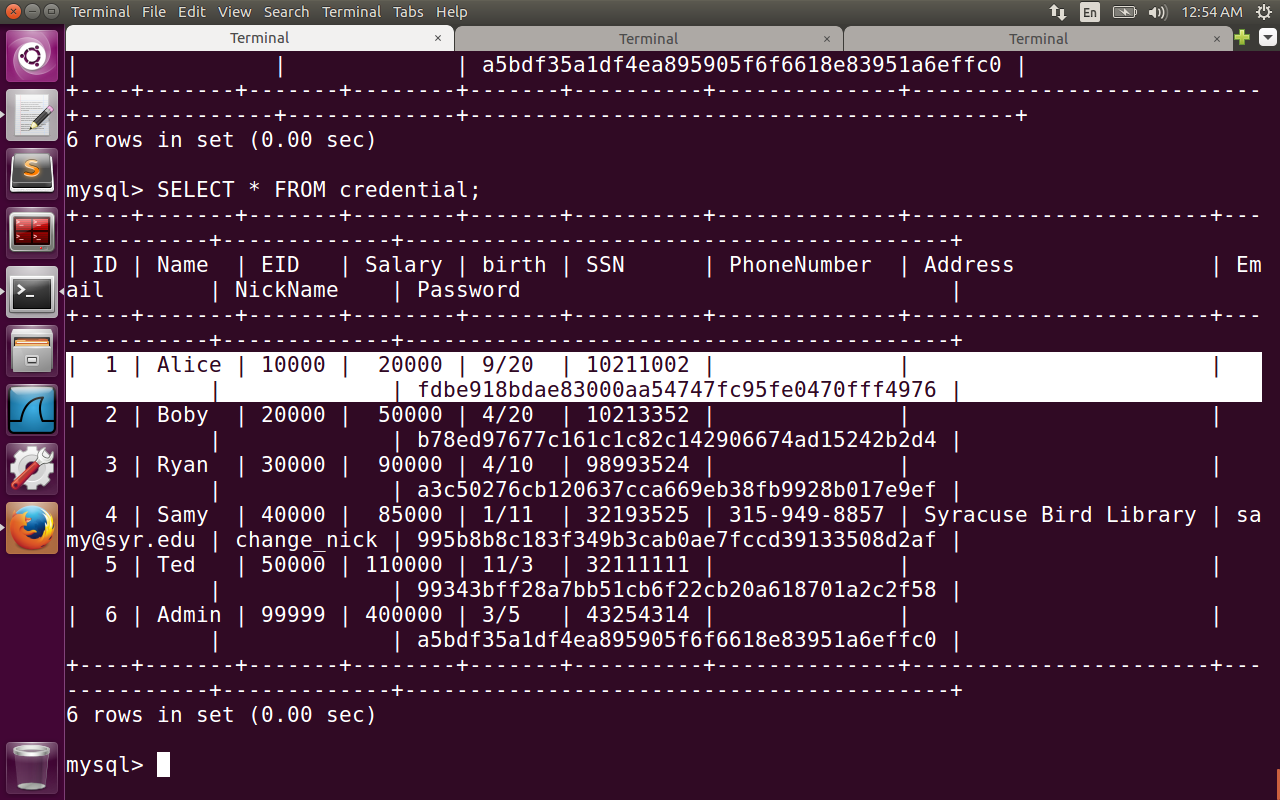 Terminal File Edit View Search Terminal Tabs Help En 12:54 AM
Terminal × Terminal × Terminal ×
|               |             | a5bdf35a1df4ea895905f6f6618e83951a6effc0 |
+----+-------+-------+--------+-------+----------+--------------+---------------------------
+---------------+-------------+------------------------------------------+
6 rows in set (0.00 sec)
mysql> SELECT * FROM credential;
+----+-------+-------+--------+-------+----------+--------------+-----------------------+---
------------+-------------+------------------------------------------+
| ID | Name  | EID   | Salary | birth | SSN      | PhoneNumber  | Address               | Em
ail        | NickName    | Password                                 |
+----+-------+-------+--------+-------+----------+--------------+-----------------------+---
------------+-------------+------------------------------------------+
|  1 | Alice | 10000 |  20000 | 9/20  | 10211002 |              |                       |
           |             | fdbe918bdae83000aa54747fc95fe0470fff4976 |
|  2 | Boby  | 20000 |  50000 | 4/20  | 10213352 |              |                       |
           |             | b78ed97677c161c1c82c142906674ad15242b2d4 |
|  3 | Ryan  | 30000 |  90000 | 4/10  | 98993524 |              |                       |
           |             | a3c50276cb120637cca669eb38fb9928b017e9ef |
|  4 | Samy  | 40000 |  85000 | 1/11  | 32193525 | 315-949-8857 | Syracuse Bird Library | sa
my@syr.edu | change_nick | 995b8b8c183f349b3cab0ae7fccd39133508d2af |
|  5 | Ted   | 50000 | 110000 | 11/3  | 32111111 |              |                       |
           |             | 99343bff28a7bb51cb6f22cb20a618701a2c2f58 |
|  6 | Admin | 99999 | 400000 | 3/5   | 43254314 |              |                       |
           |             | a5bdf35a1df4ea895905f6f6618e83951a6effc0 |
+----+-------+-------+--------+-------+----------+--------------+-----------------------+---
------------+-------------+------------------------------------------+
6 rows in set (0.00 sec)
mysql>